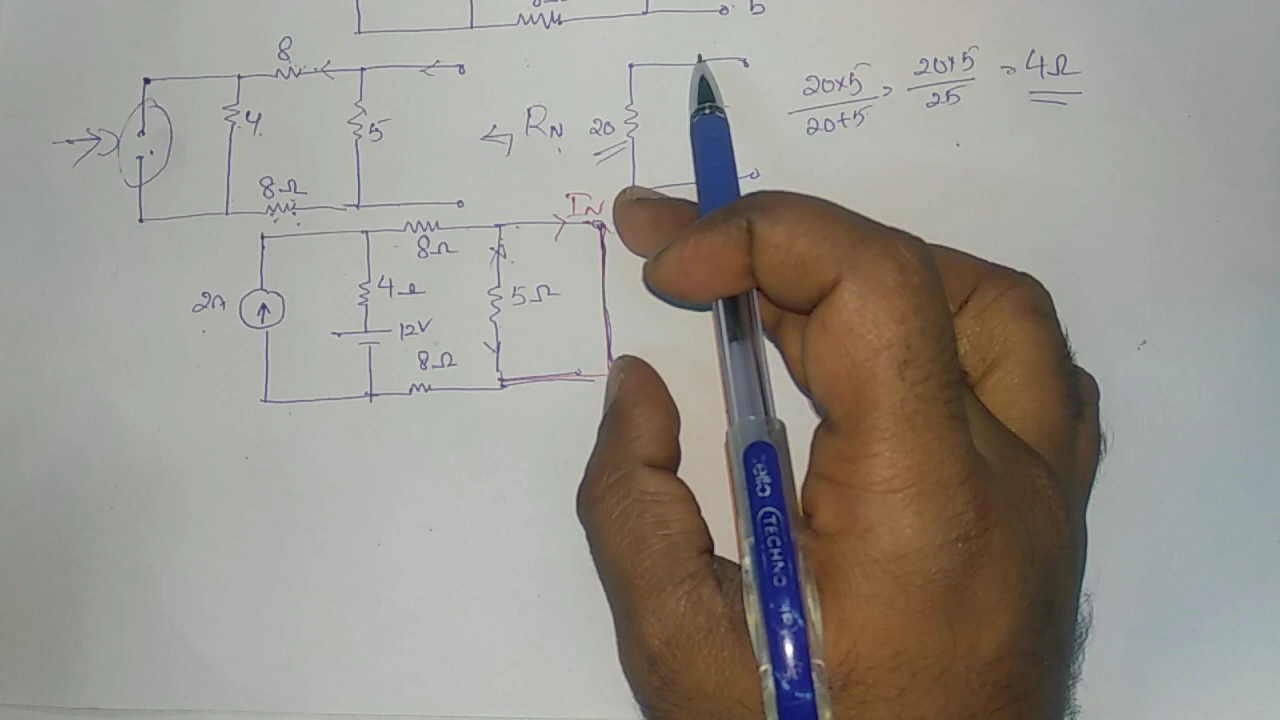 b
8
4
5
8Ω
R_N
20
20×5 / 20+5 = 20×5 / 25 = 4Ω
I_N
8Ω
2A
4Ω
12V
5Ω
8Ω
TECHNO